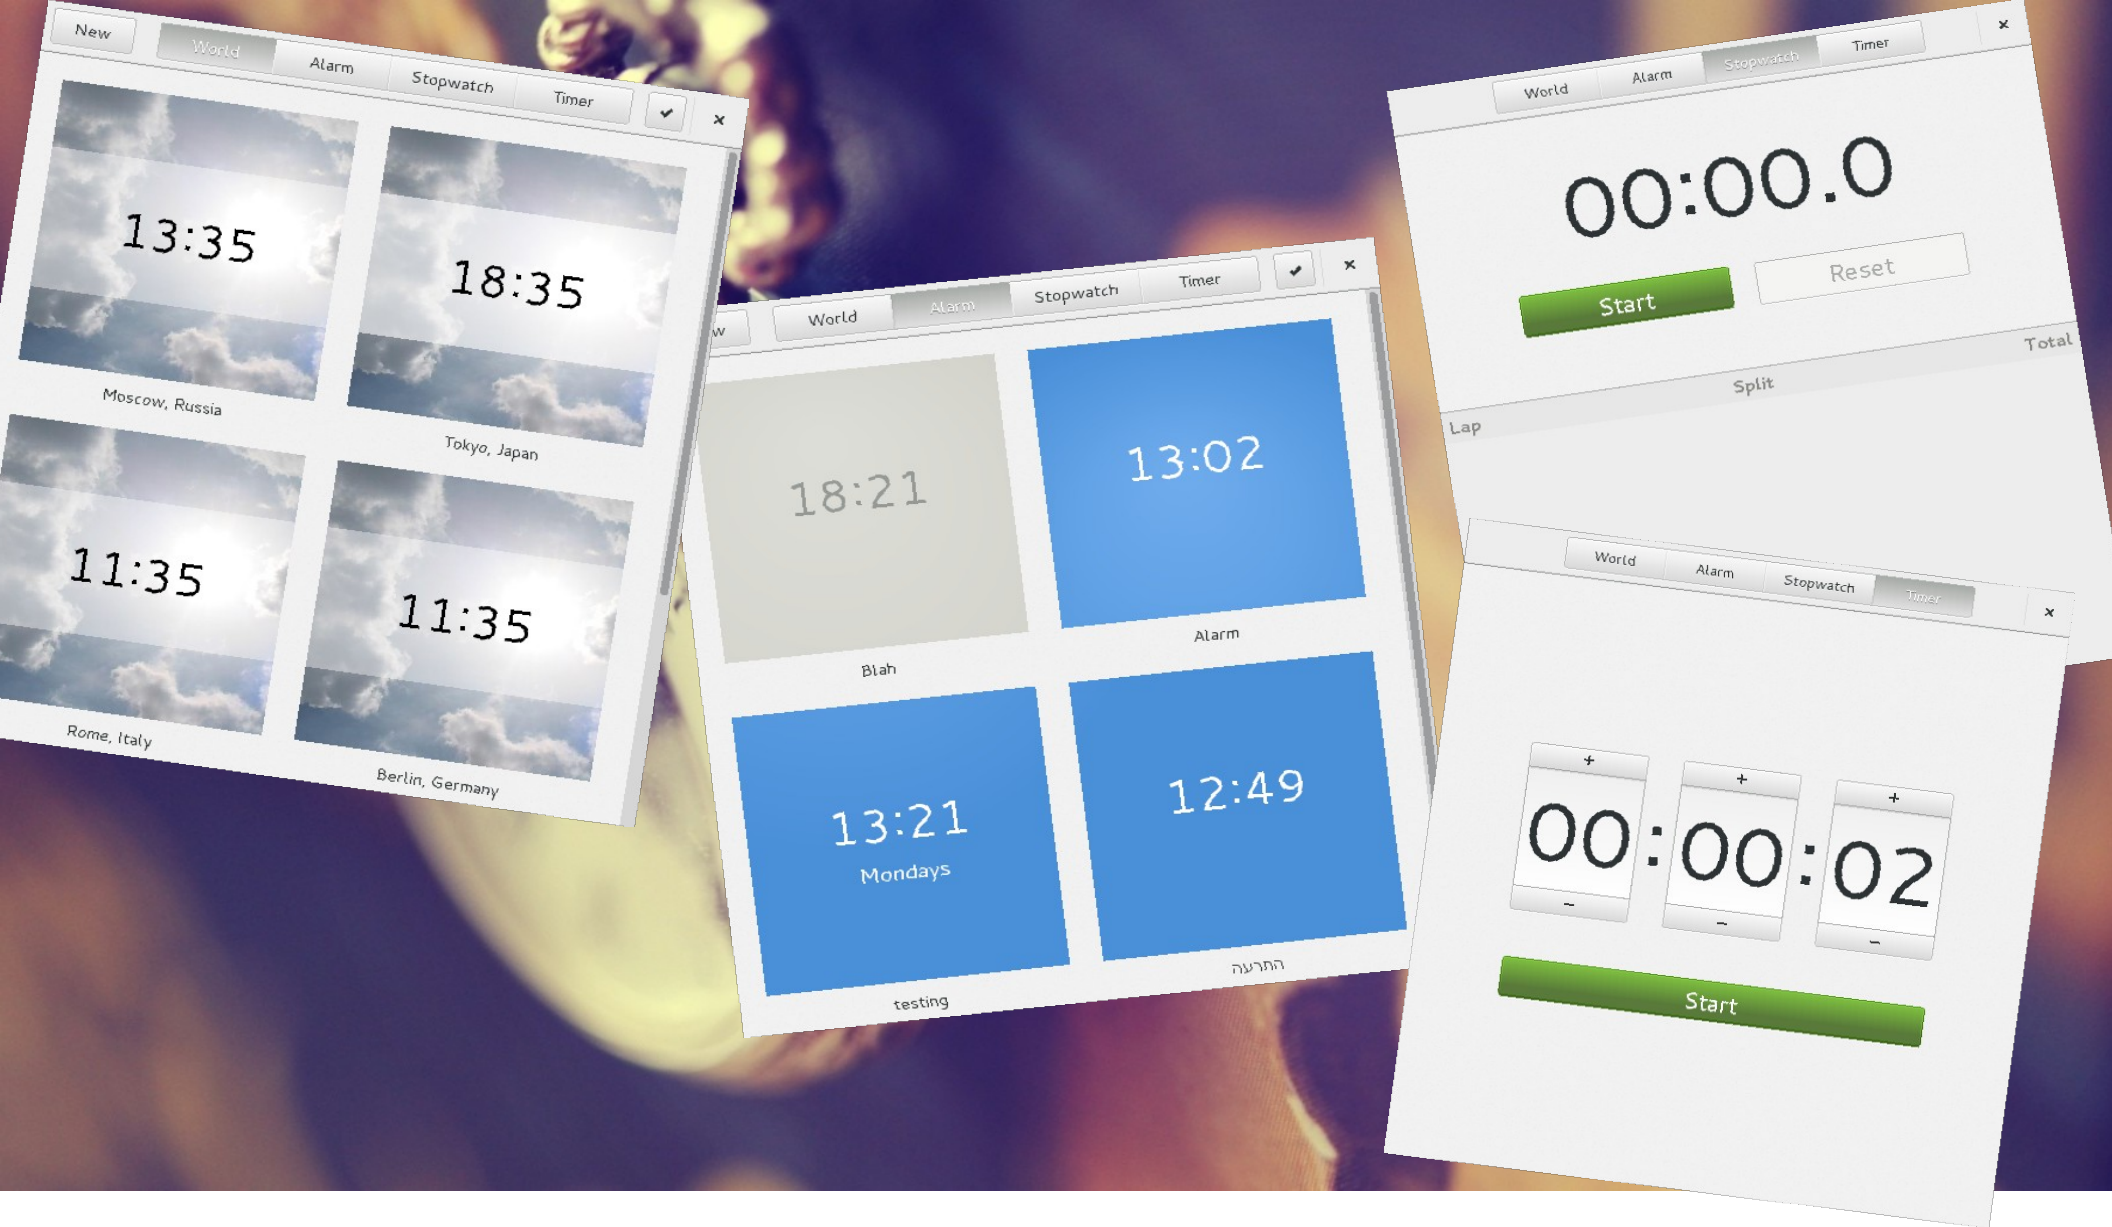 New World Alarm Stopwatch Timer
13:35
Moscow, Russia
18:35
Tokyo, Japan
11:35
Rome, Italy
11:35
Berlin, Germany
w World Alarm Stopwatch Timer
18:21
Blah
13:02
Alarm
13:21
Mondays
testing
12:49
התרעה
World Alarm Stopwatch Timer
00:00.0
Start Reset
Lap Split Total
World Alarm Stopwatch Timer
+ + +
00:00:02
− − −
Start